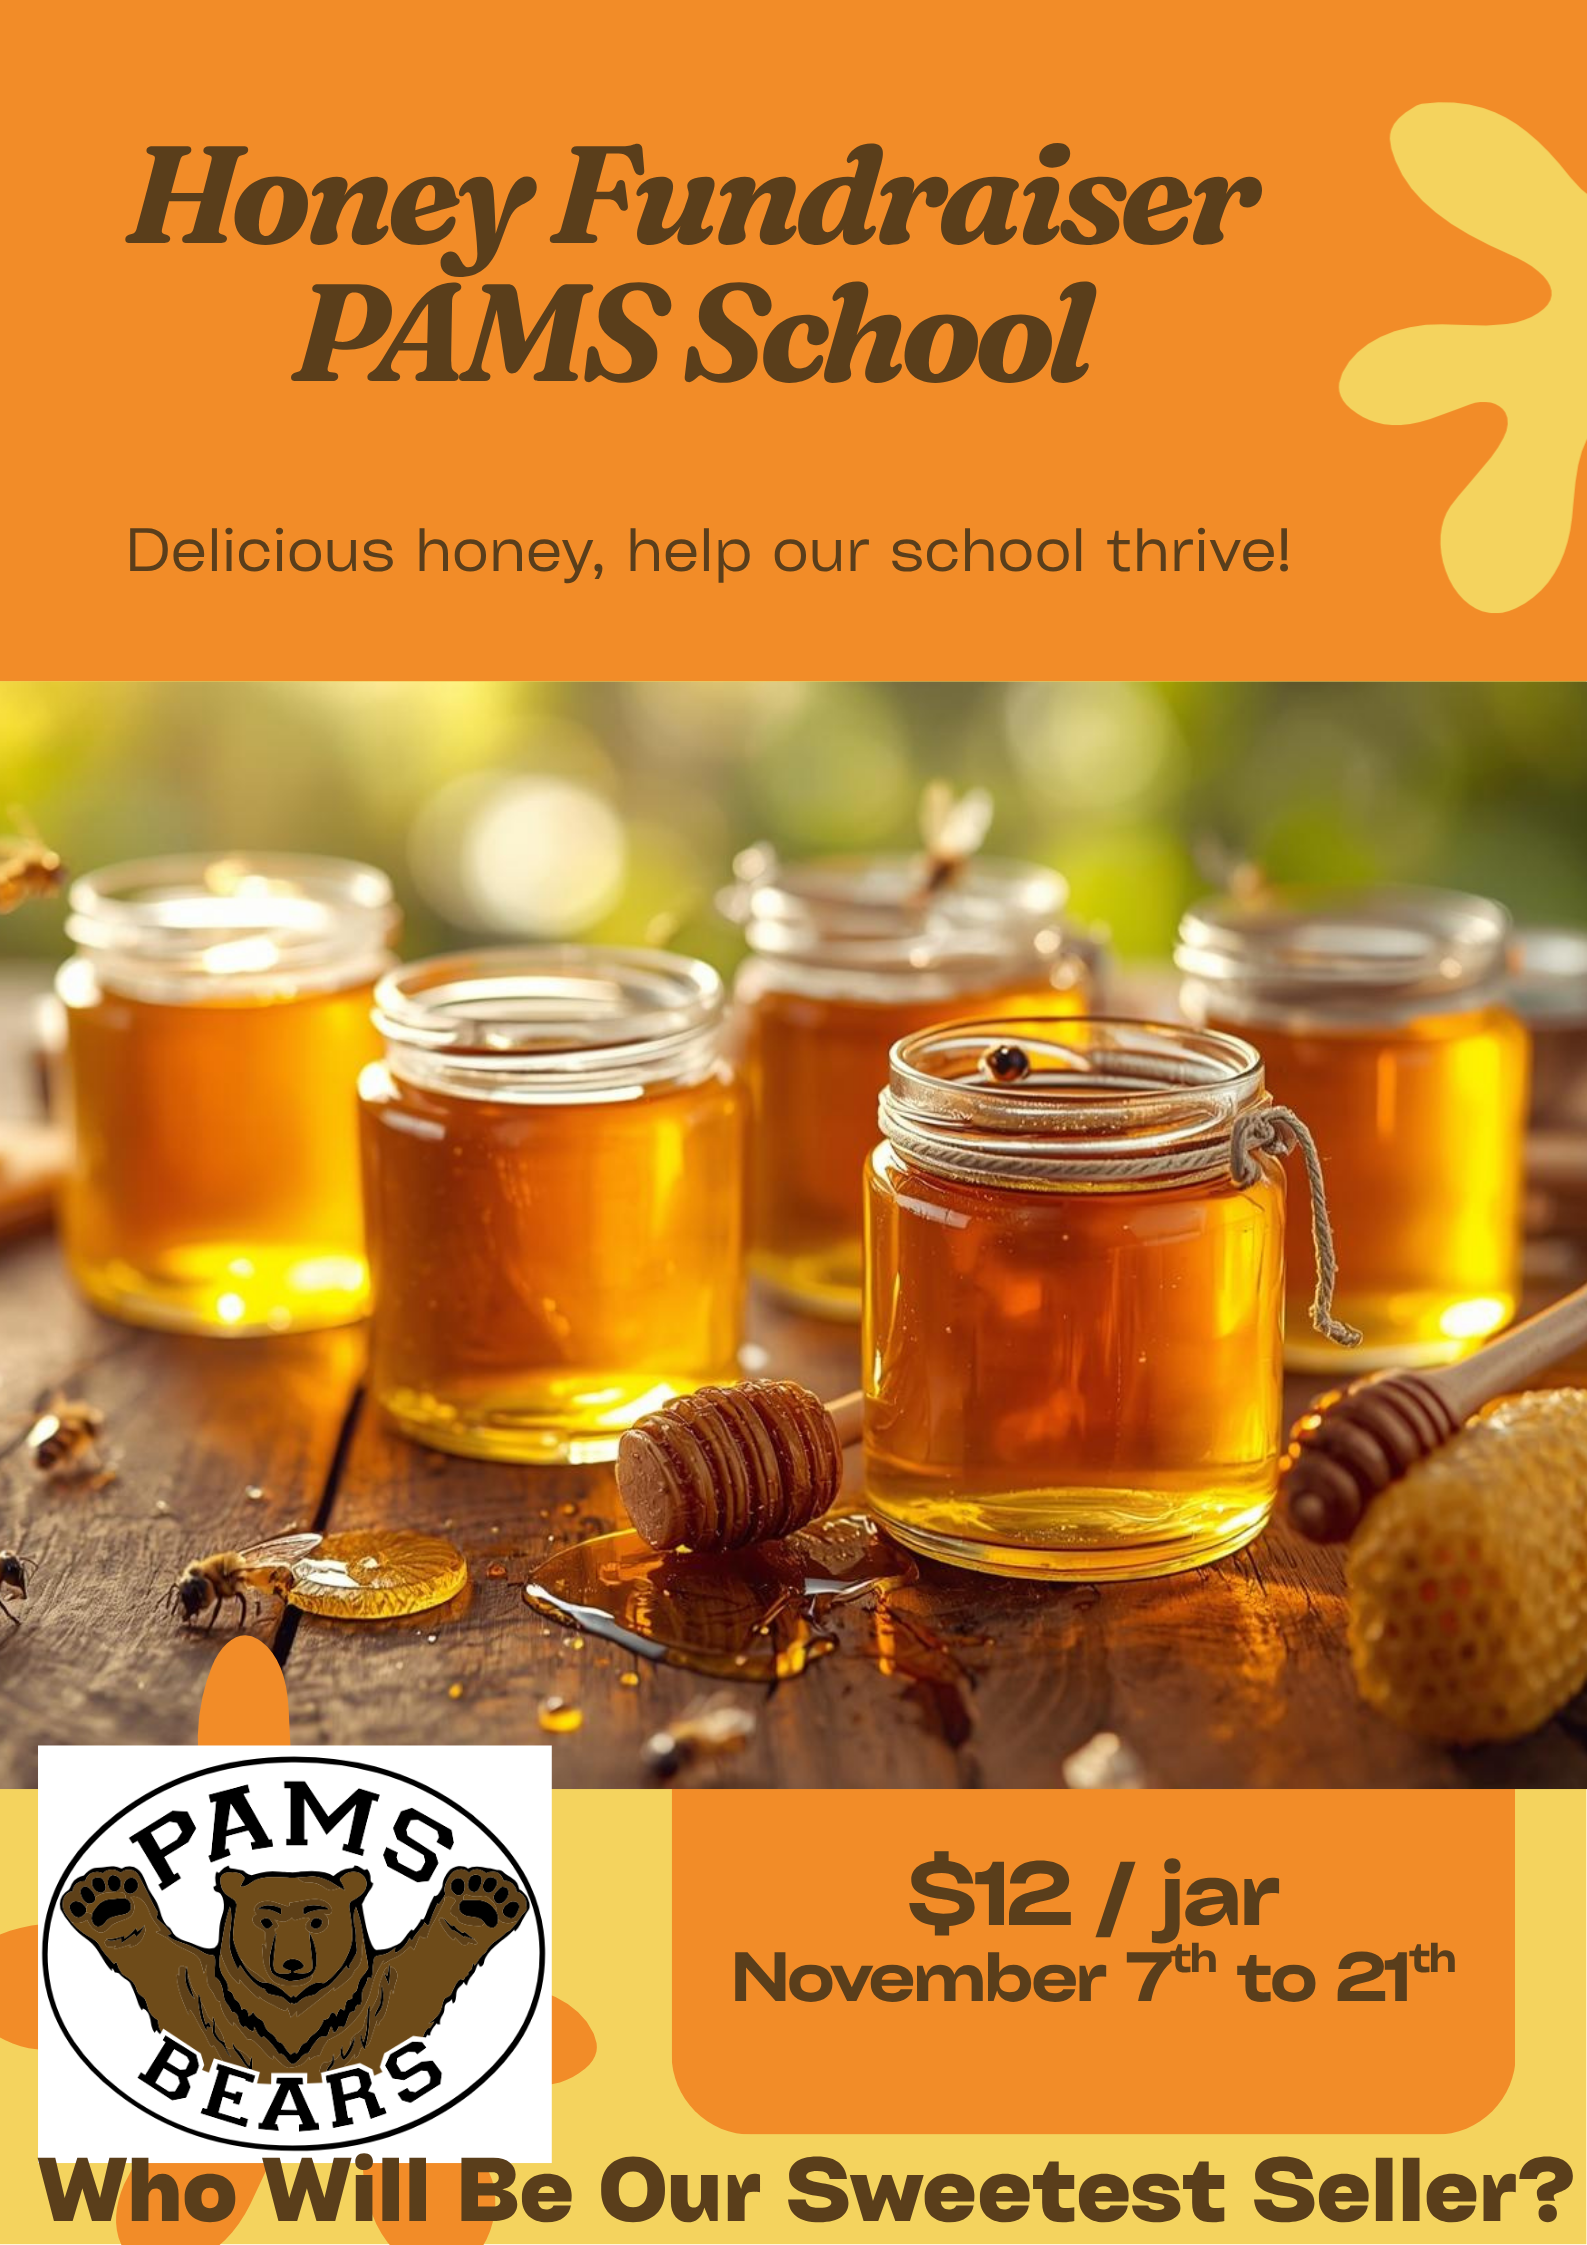 Honey Fundraiser
PAMS School
Delicious honey, help our school thrive!
PAMS
BEARS
$12 / jar
November 7th to 21th
Who Will Be Our Sweetest Seller?